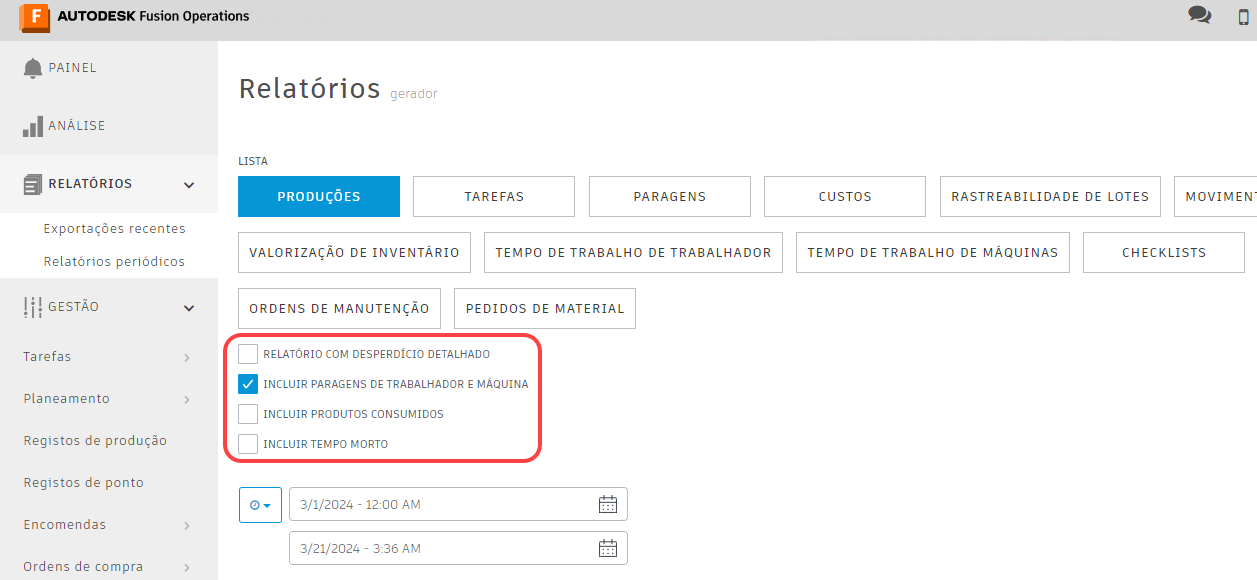 AUTODESK Fusion Operations
PAINEL
ANÁLISE
RELATÓRIOS
Exportações recentes
Relatórios periódicos
GESTÃO
Tarefas
Planeamento
Registos de produção
Registos de ponto
Encomendas
Ordens de compra
Relatórios gerador
LISTA
PRODUÇÕES TAREFAS PARAGENS CUSTOS RASTREABILIDADE DE LOTES MOVIMENT
VALORIZAÇÃO DE INVENTÁRIO TEMPO DE TRABALHO DE TRABALHADOR TEMPO DE TRABALHO DE MÁQUINAS CHECKLISTS
ORDENS DE MANUTENÇÃO PEDIDOS DE MATERIAL
RELATÓRIO COM DESPERDÍCIO DETALHADO
INCLUIR PARAGENS DE TRABALHADOR E MÁQUINA
INCLUIR PRODUTOS CONSUMIDOS
INCLUIR TEMPO MORTO
3/1/2024 - 12:00 AM
3/21/2024 - 3:36 AM